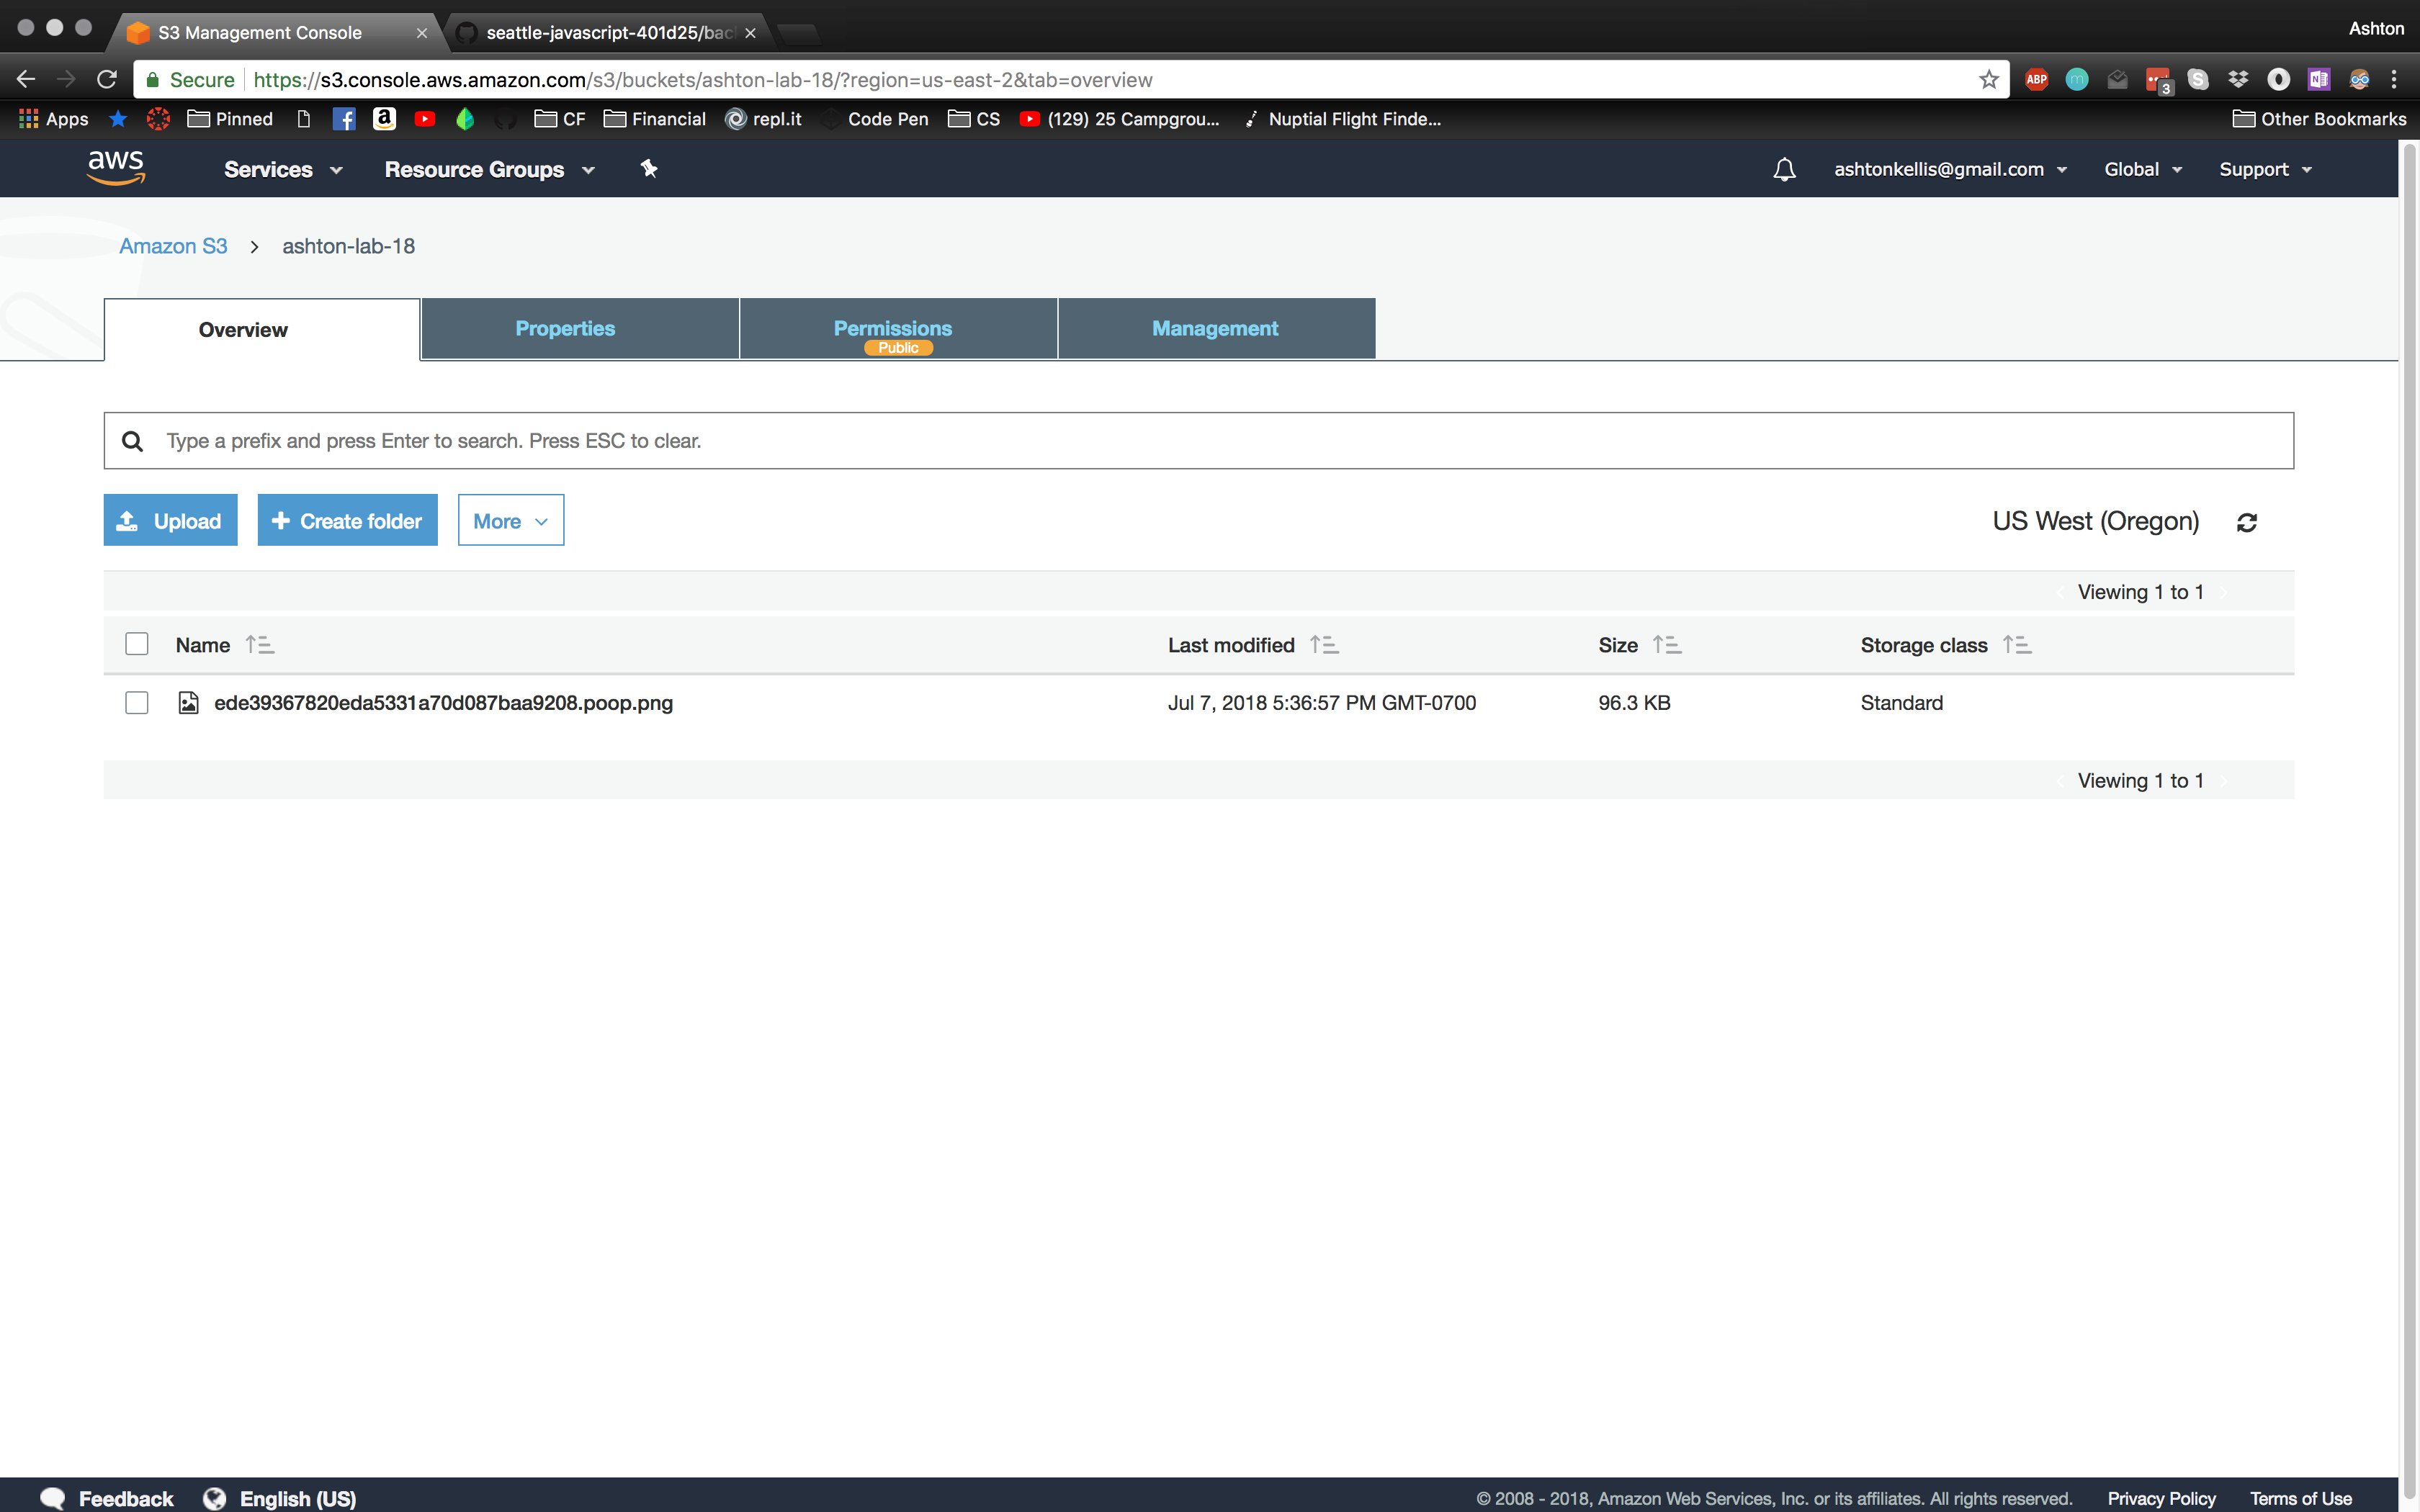 S3 Management Console
seattle-javascript-401d25/bac
Ashton
Secure https://s3.console.aws.amazon.com/s3/buckets/ashton-lab-18/?region=us-east-2&tab=overview
ABP
m
3
S
N
Apps
Pinned
f
a
CF
Financial
repl.it
Code Pen
CS
(129) 25 Campgrou...
Nuptial Flight Finde...
Other Bookmarks
aws
Services
Resource Groups
ashtonkellis@gmail.com
Global
Support
Amazon S3 > ashton-lab-18
Overview
Properties
Permissions
Public
Management
Type a prefix and press Enter to search. Press ESC to clear.
Upload
+ Create folder
More
US West (Oregon)
Viewing 1 to 1
Name
Last modified
Size
Storage class
ede39367820eda5331a70d087baa9208.poop.png
Jul 7, 2018 5:36:57 PM GMT-0700
96.3 KB
Standard
Viewing 1 to 1
Feedback
English (US)
© 2008 - 2018, Amazon Web Services, Inc. or its affiliates. All rights reserved.
Privacy Policy
Terms of Use